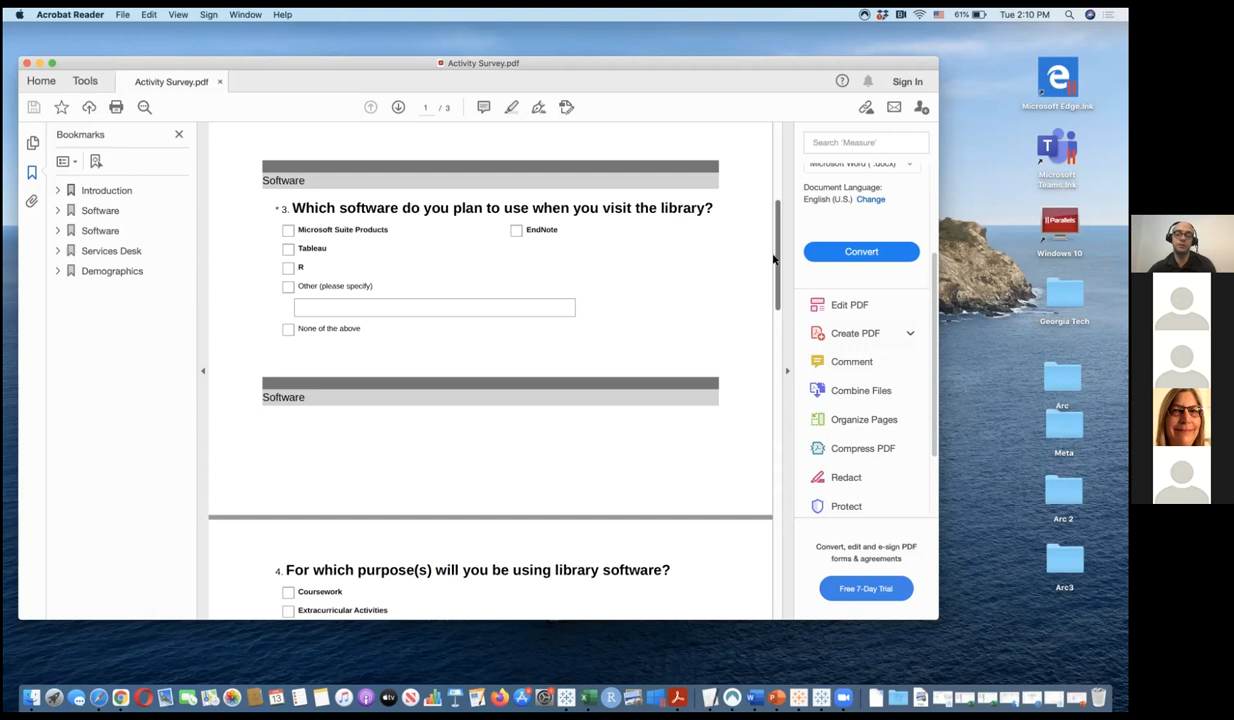 Acrobat Reader File Edit View Sign Window Help
61% Tue 2:10 PM
Activity Survey.pdf
Home Tools Activity Survey.pdf × Sign In
1 / 3
Bookmarks
Introduction
Software
Software
Services Desk
Demographics
Software
* 3. Which software do you plan to use when you visit the library?
Microsoft Suite Products
EndNote
Tableau
R
Other (please specify)
None of the above
Software
4. For which purpose(s) will you be using library software?
Coursework
Extracurricular Activities
Search 'Measure'
Microsoft Word (*.docx)
Document Language:
English (U.S.) Change
Convert
Edit PDF
Create PDF
Comment
Combine Files
Organize Pages
Compress PDF
Redact
Protect
Convert, edit and e-sign PDF
forms & agreements
Free 7-Day Trial
Microsoft Edge.lnk
Microsoft
Teams.lnk
Parallels
Windows 10
Georgia Tech
Arc
Meta
Arc 2
Arc3